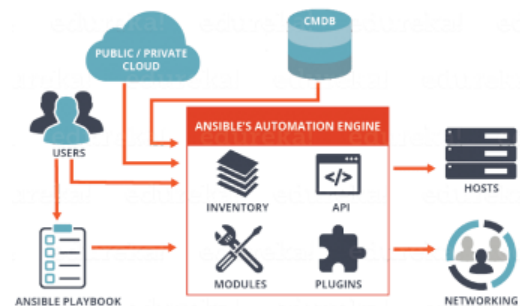 CMDB
PUBLIC / PRIVATE
CLOUD
ANSIBLE'S AUTOMATION ENGINE
USERS
INVENTORY
API
HOSTS
MODULES
PLUGINS
ANSIBLE PLAYBOOK
NETWORKING